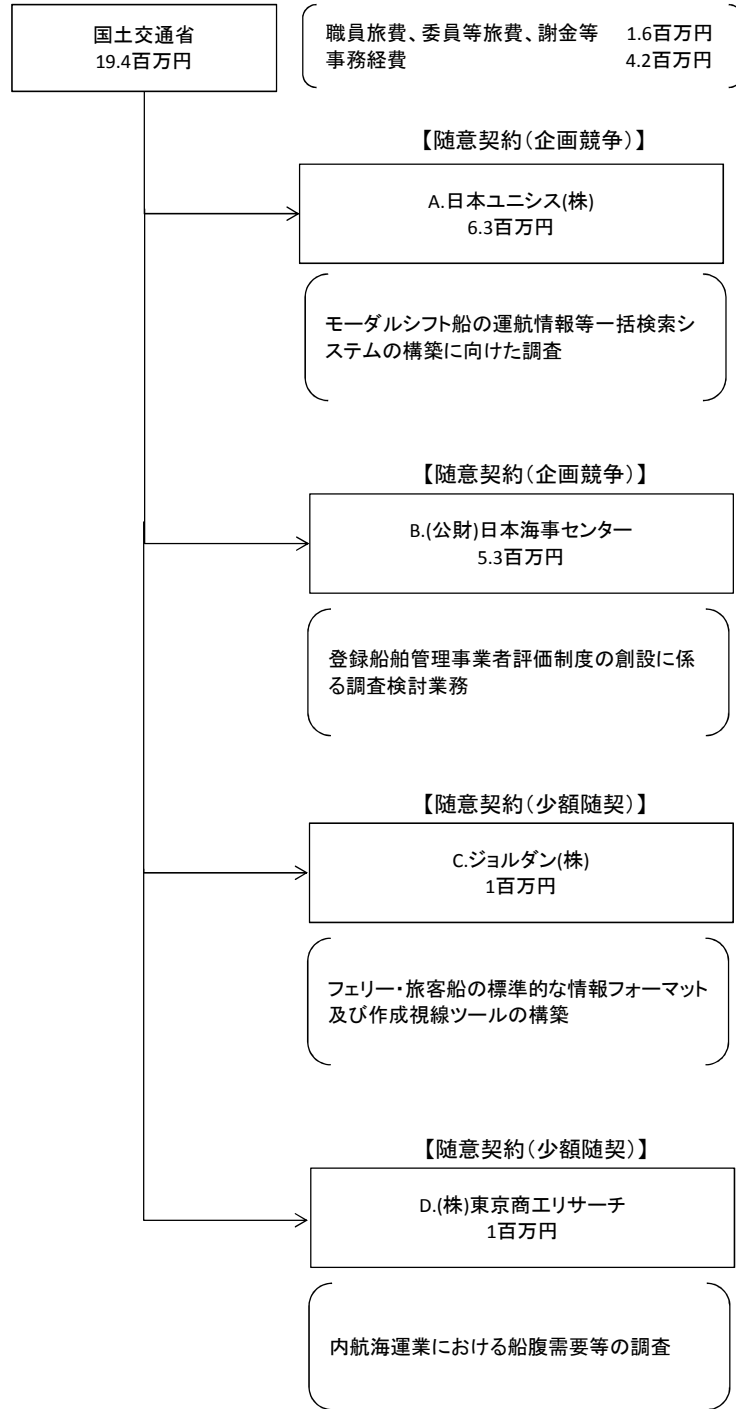 国土交通省
19.4百万円
職員旅費、委員等旅費、謝金等 1.6百万円
事務経費 4.2百万円
【随意契約(企画競争)】
A.日本ユニシス(株)
6.3百万円
モーダルシフト船の運航情報等一括検索シ
ステムの構築に向けた調査
【随意契約(企画競争)】
B.(公財)日本海事センター
5.3百万円
登録船舶管理事業者評価制度の創設に係
る調査検討業務
【随意契約(少額随契)】
C.ジョルダン(株)
1百万円
フェリー・旅客船の標準的な情報フォーマット
及び作成視線ツールの構築
【随意契約(少額随契)】
D.(株)東京商工リサーチ
1百万円
内航海運業における船腹需要等の調査